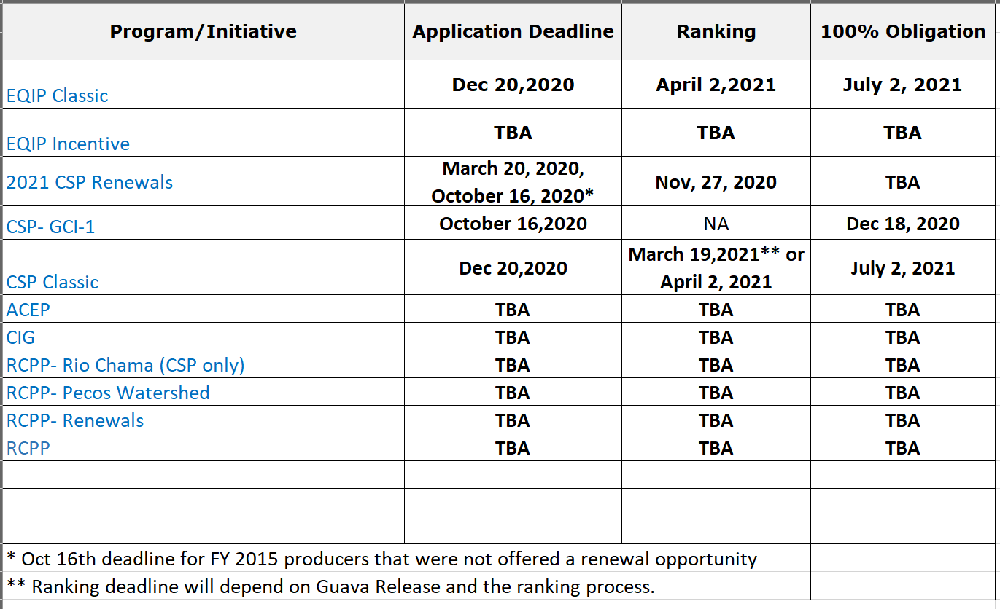 Program/Initiative Application Deadline Ranking 100% Obligation
EQIP Classic Dec 20,2020 April 2,2021 July 2, 2021
EQIP Incentive TBA TBA TBA
2021 CSP Renewals March 20, 2020, Nov, 27, 2020 TBA
October 16, 2020*
CSP- GCI-1 October 16,2020 NA Dec 18, 2020
CSP Classic Dec 20,2020 March 19,2021** or July 2, 2021
April 2, 2021
ACEP TBA TBA TBA
CIG TBA TBA TBA
RCPP- Rio Chama (CSP only) TBA TBA TBA
RCPP- Pecos Watershed TBA TBA TBA
RCPP- Renewals TBA TBA TBA
RCPP TBA TBA TBA
* Oct 16th deadline for FY 2015 producers that were not offered a renewal opportunity
** Ranking deadline will depend on Guava Release and the ranking process.